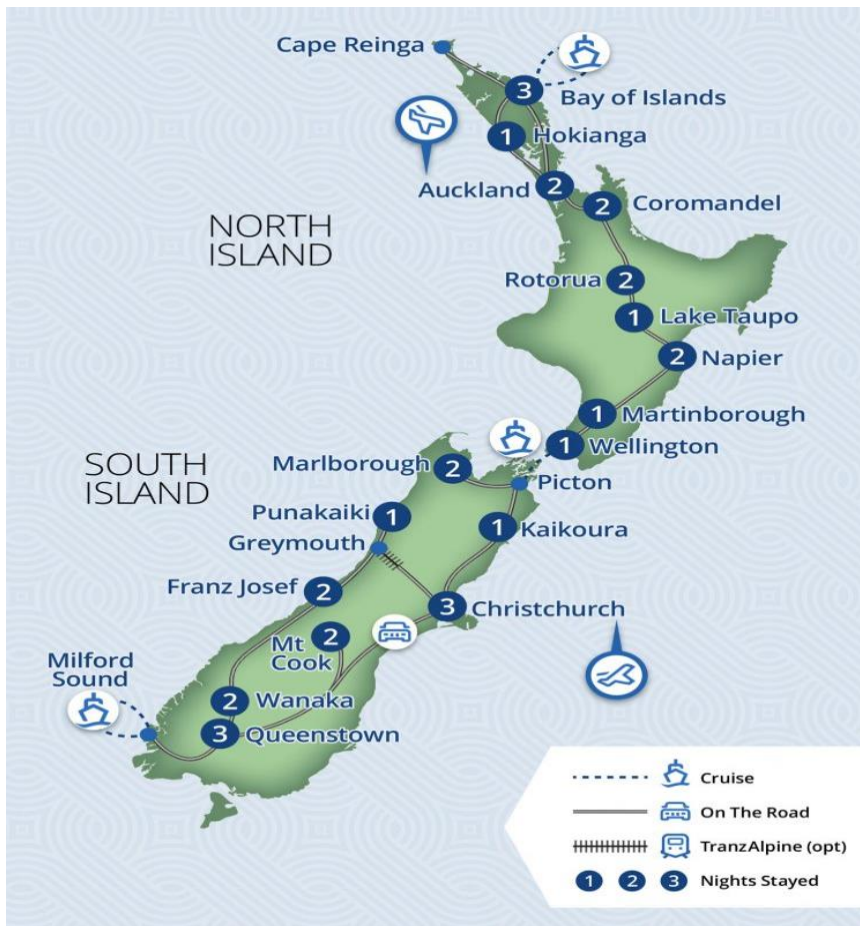 Cape Reinga
3 Bay of Islands
1 Hokianga
Auckland 2
2 Coromandel
NORTH
ISLAND
Rotorua 2
1 Lake Taupo
2 Napier
1 Martinborough
1 Wellington
SOUTH
ISLAND
Marlborough 2
Picton
Punakaiki 1
1 Kaikoura
Greymouth
Franz Josef 2
3 Christchurch
Mt
Cook
2
Milford
Sound
2 Wanaka
3 Queenstown
Cruise
On The Road
TranzAlpine (opt)
1 2 3 Nights Stayed